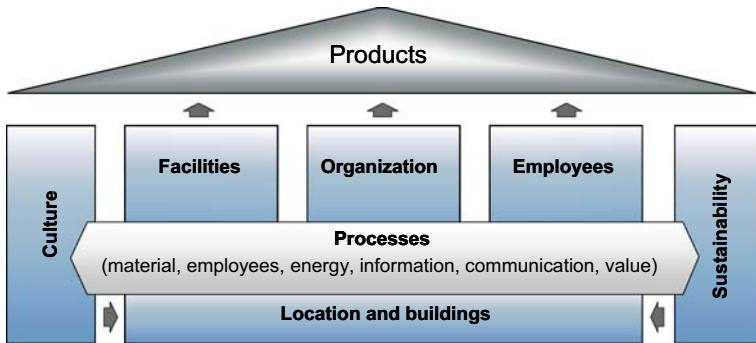 Products
Facilities
Organization
Employees
Culture
Sustainability
Processes
(material, employees, energy, information, communication, value)
Location and buildings